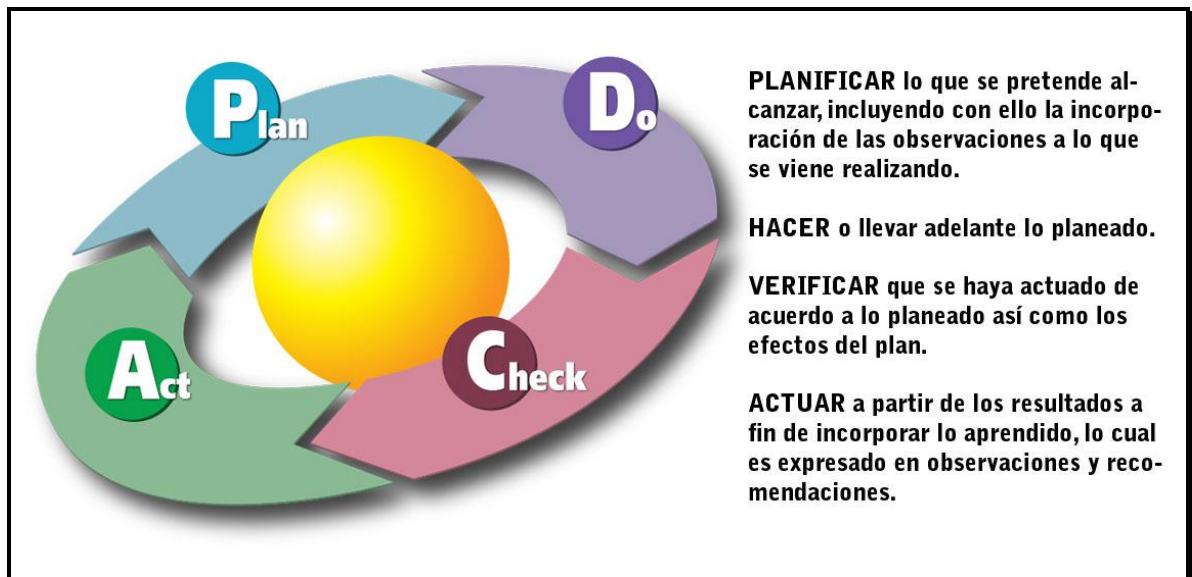 Plan
Do
Act
Check
PLANIFICAR lo que se pretende al-
canzar, incluyendo con ello la incorpo-
ración de las observaciones a lo que
se viene realizando.
HACER o llevar adelante lo planeado.
VERIFICAR que se haya actuado de
acuerdo a lo planeado así como los
efectos del plan.
ACTUAR a partir de los resultados a
fin de incorporar lo aprendido, lo cual
es expresado en observaciones y reco-
mendaciones.